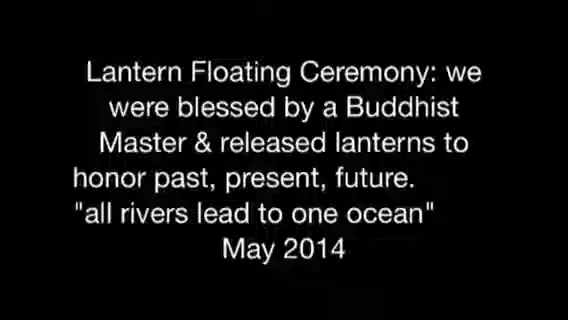 Lantern Floating Ceremony: we
were blessed by a Buddhist
Master & released lanterns to
honor past, present, future.
"all rivers lead to one ocean"
May 2014